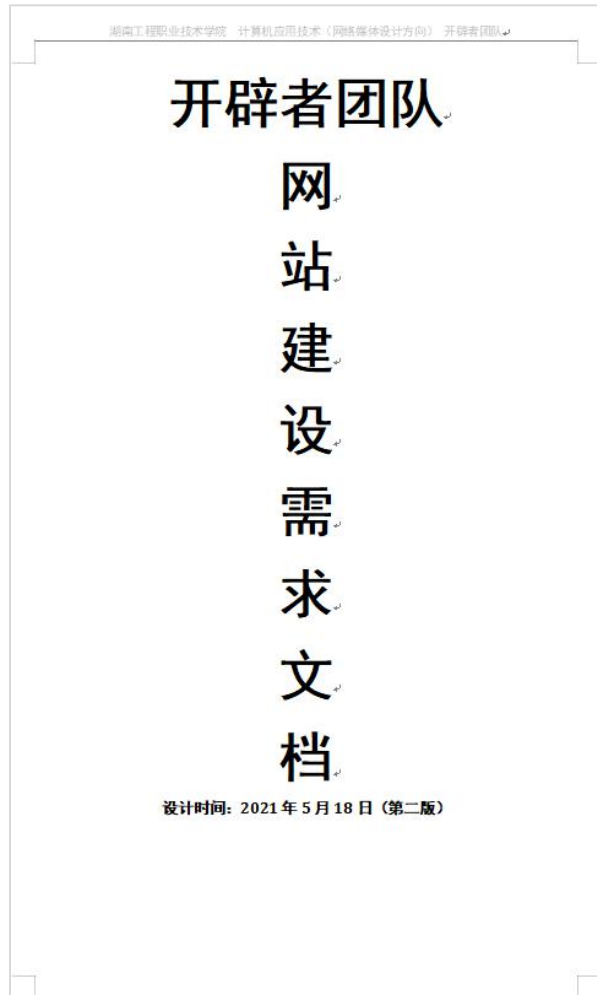 湖南工程职业技术学院 计算机应用技术（网络媒体设计方向） 开辟者团队
开辟者团队
网
站
建
设
需
求
文
档
设计时间：2021年5月18日（第二版）